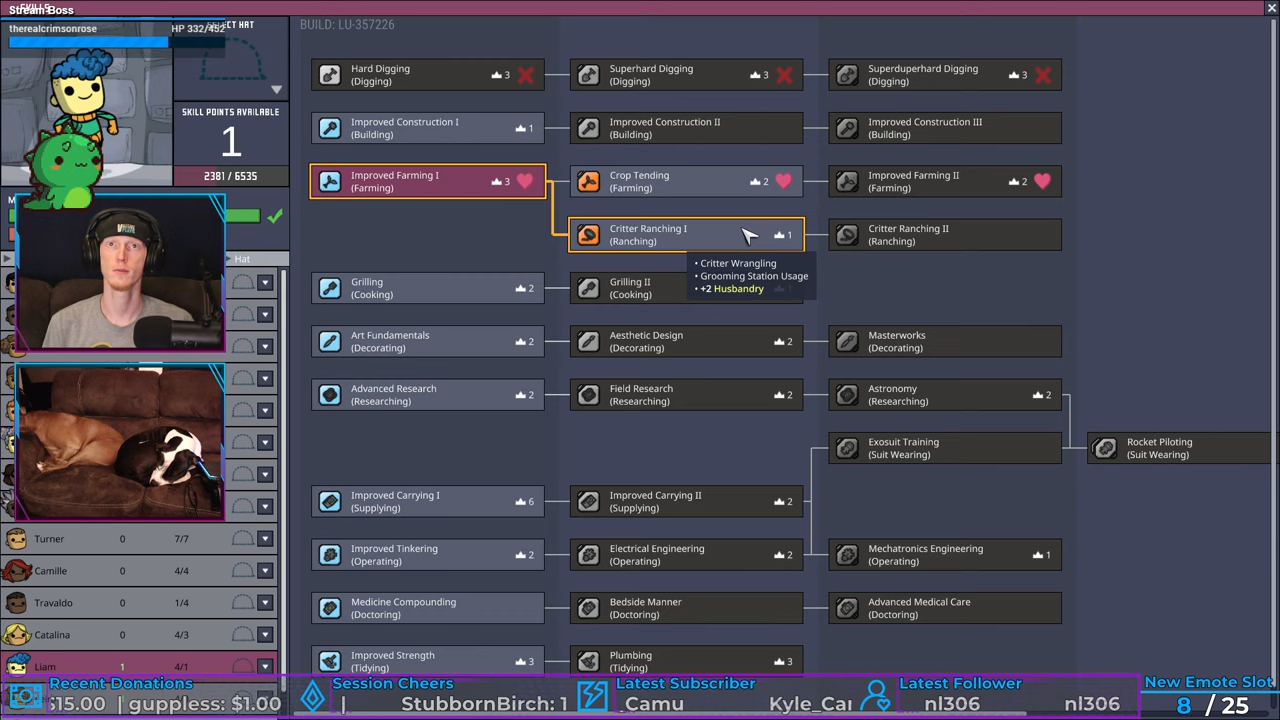 SKILLS
Stream Boss
therealcrimsonrose
HP 332/452
SELECT HAT
BUILD: LU-357226
SKILL POINTS AVAILABLE
1
2381 / 6535
Hat
Hard Digging
(Digging)
3
Superhard Digging
(Digging)
3
Superduperhard Digging
(Digging)
3
Improved Construction I
(Building)
1
Improved Construction II
(Building)
Improved Construction III
(Building)
Improved Farming I
(Farming)
3
Crop Tending
(Farming)
2
Improved Farming II
(Farming)
2
Critter Ranching I
(Ranching)
1
Critter Ranching II
(Ranching)
• Critter Wrangling
• Grooming Station Usage
• +2 Husbandry
Grilling
(Cooking)
2
Grilling II
(Cooking)
Art Fundamentals
(Decorating)
2
Aesthetic Design
(Decorating)
2
Masterworks
(Decorating)
Advanced Research
(Researching)
2
Field Research
(Researching)
2
Astronomy
(Researching)
2
Exosuit Training
(Suit Wearing)
Rocket Piloting
(Suit Wearing)
Improved Carrying I
(Supplying)
6
Improved Carrying II
(Supplying)
2
Improved Tinkering
(Operating)
2
Electrical Engineering
(Operating)
2
Mechatronics Engineering
(Operating)
1
Medicine Compounding
(Doctoring)
Bedside Manner
(Doctoring)
Advanced Medical Care
(Doctoring)
Improved Strength
(Tidying)
3
Plumbing
(Tidying)
3
Turner 0 7/7
Camille 0 4/4
Travaldo 0 1/4
Catalina 0 4/3
Liam 1 4/1
Recent Donations
$15.00 | guppless: $1.00
Session Cheers
| StubbornBirch: 1
Latest Subscriber
_Camu Kyle_Car
Latest Follower
nl306 nl306
New Emote Slot
8 / 25